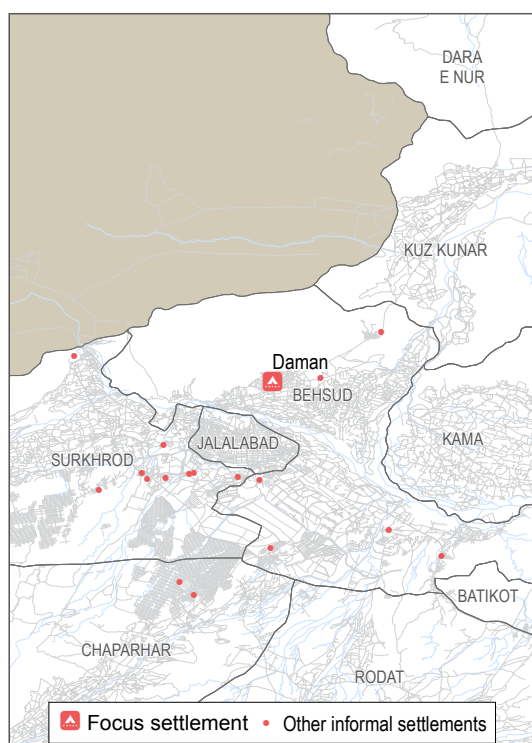 DARA
E NUR
KUZ KUNAR
Daman
BEHSUD
JALALABAD
KAMA
SURKHROD
BATIKOT
CHAPARHAR
RODAT
Focus settlement
Other informal settlements